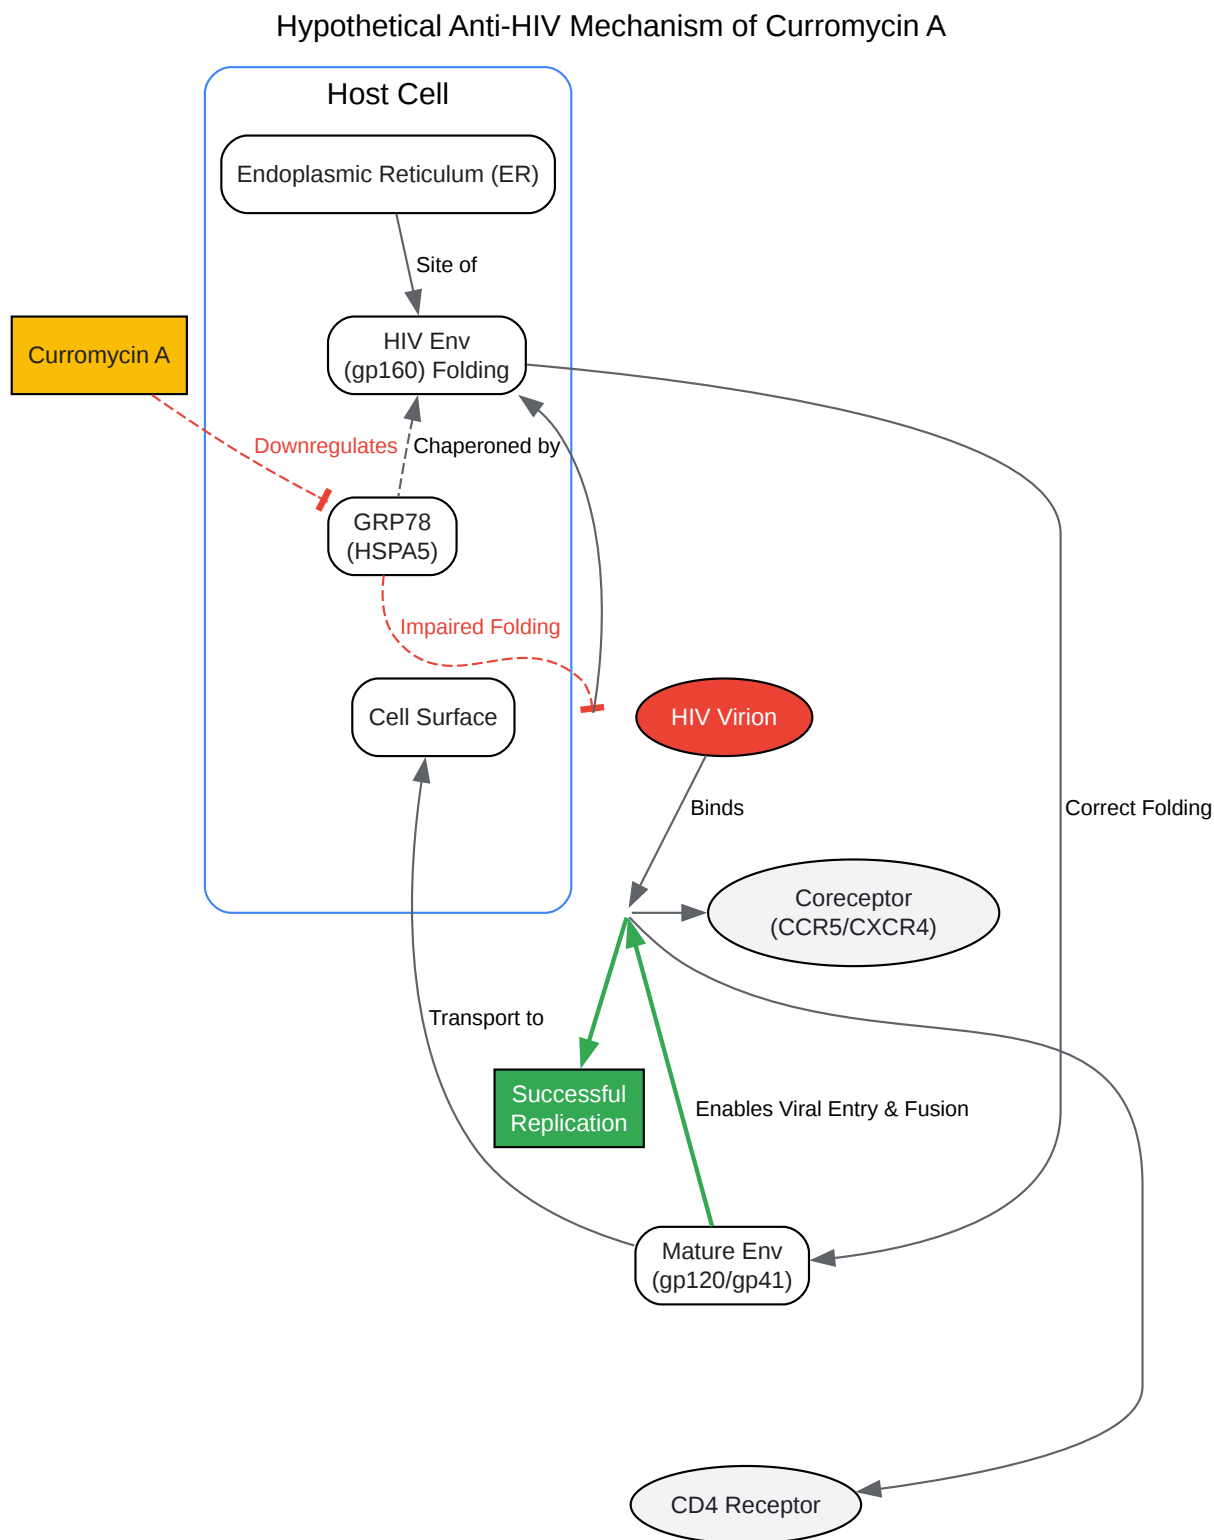 Hypothetical Anti-HIV Mechanism of Curromycin A
Host Cell
Endoplasmic Reticulum (ER)
Site of
HIV Env
(gp160) Folding
Curromycin A
Downregulates
Chaperoned by
GRP78
(HSPA5)
Impaired Folding
Cell Surface
HIV Virion
Binds
Correct Folding
Coreceptor
(CCR5/CXCR4)
Transport to
Successful
Replication
Enables Viral Entry & Fusion
Mature Env
(gp120/gp41)
CD4 Receptor